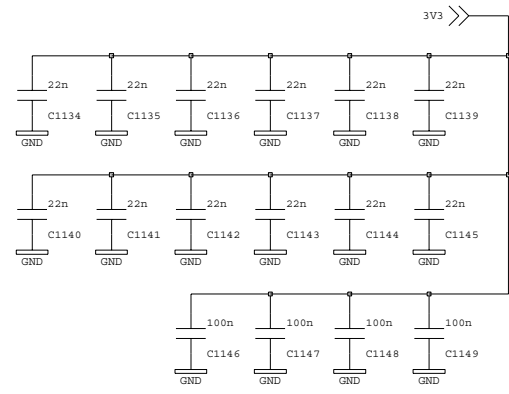 3V3
22n 22n 22n 22n 22n 22n
C1134 C1135 C1136 C1137 C1138 C1139
GND GND GND GND GND GND
22n 22n 22n 22n 22n 22n
C1140 C1141 C1142 C1143 C1144 C1145
GND GND GND GND GND GND
100n 100n 100n 100n
C1146 C1147 C1148 C1149
GND GND GND GND